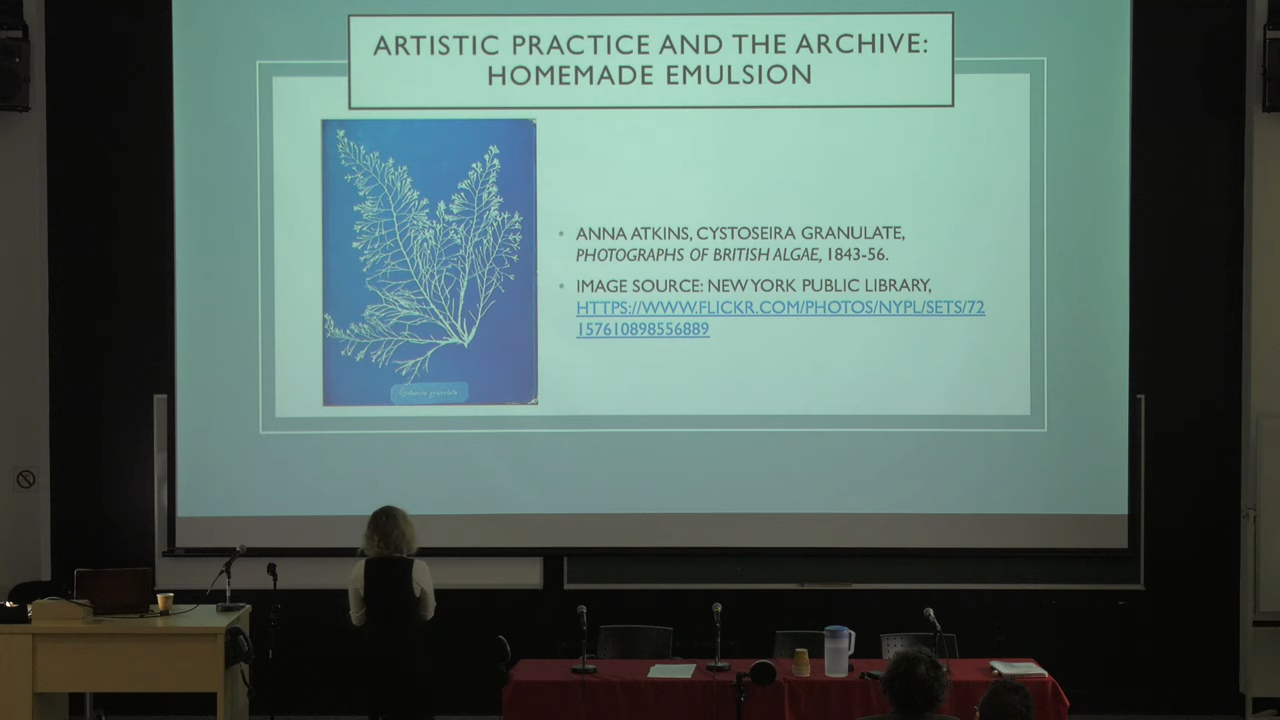 ARTISTIC PRACTICE AND THE ARCHIVE:
HOMEMADE EMULSION
• ANNA ATKINS, CYSTOSEIRA GRANULATE,
PHOTOGRAPHS OF BRITISH ALGAE, 1843-56.
• IMAGE SOURCE: NEW YORK PUBLIC LIBRARY,
HTTPS://WWW.FLICKR.COM/PHOTOS/NYPL/SETS/72
157610898556889